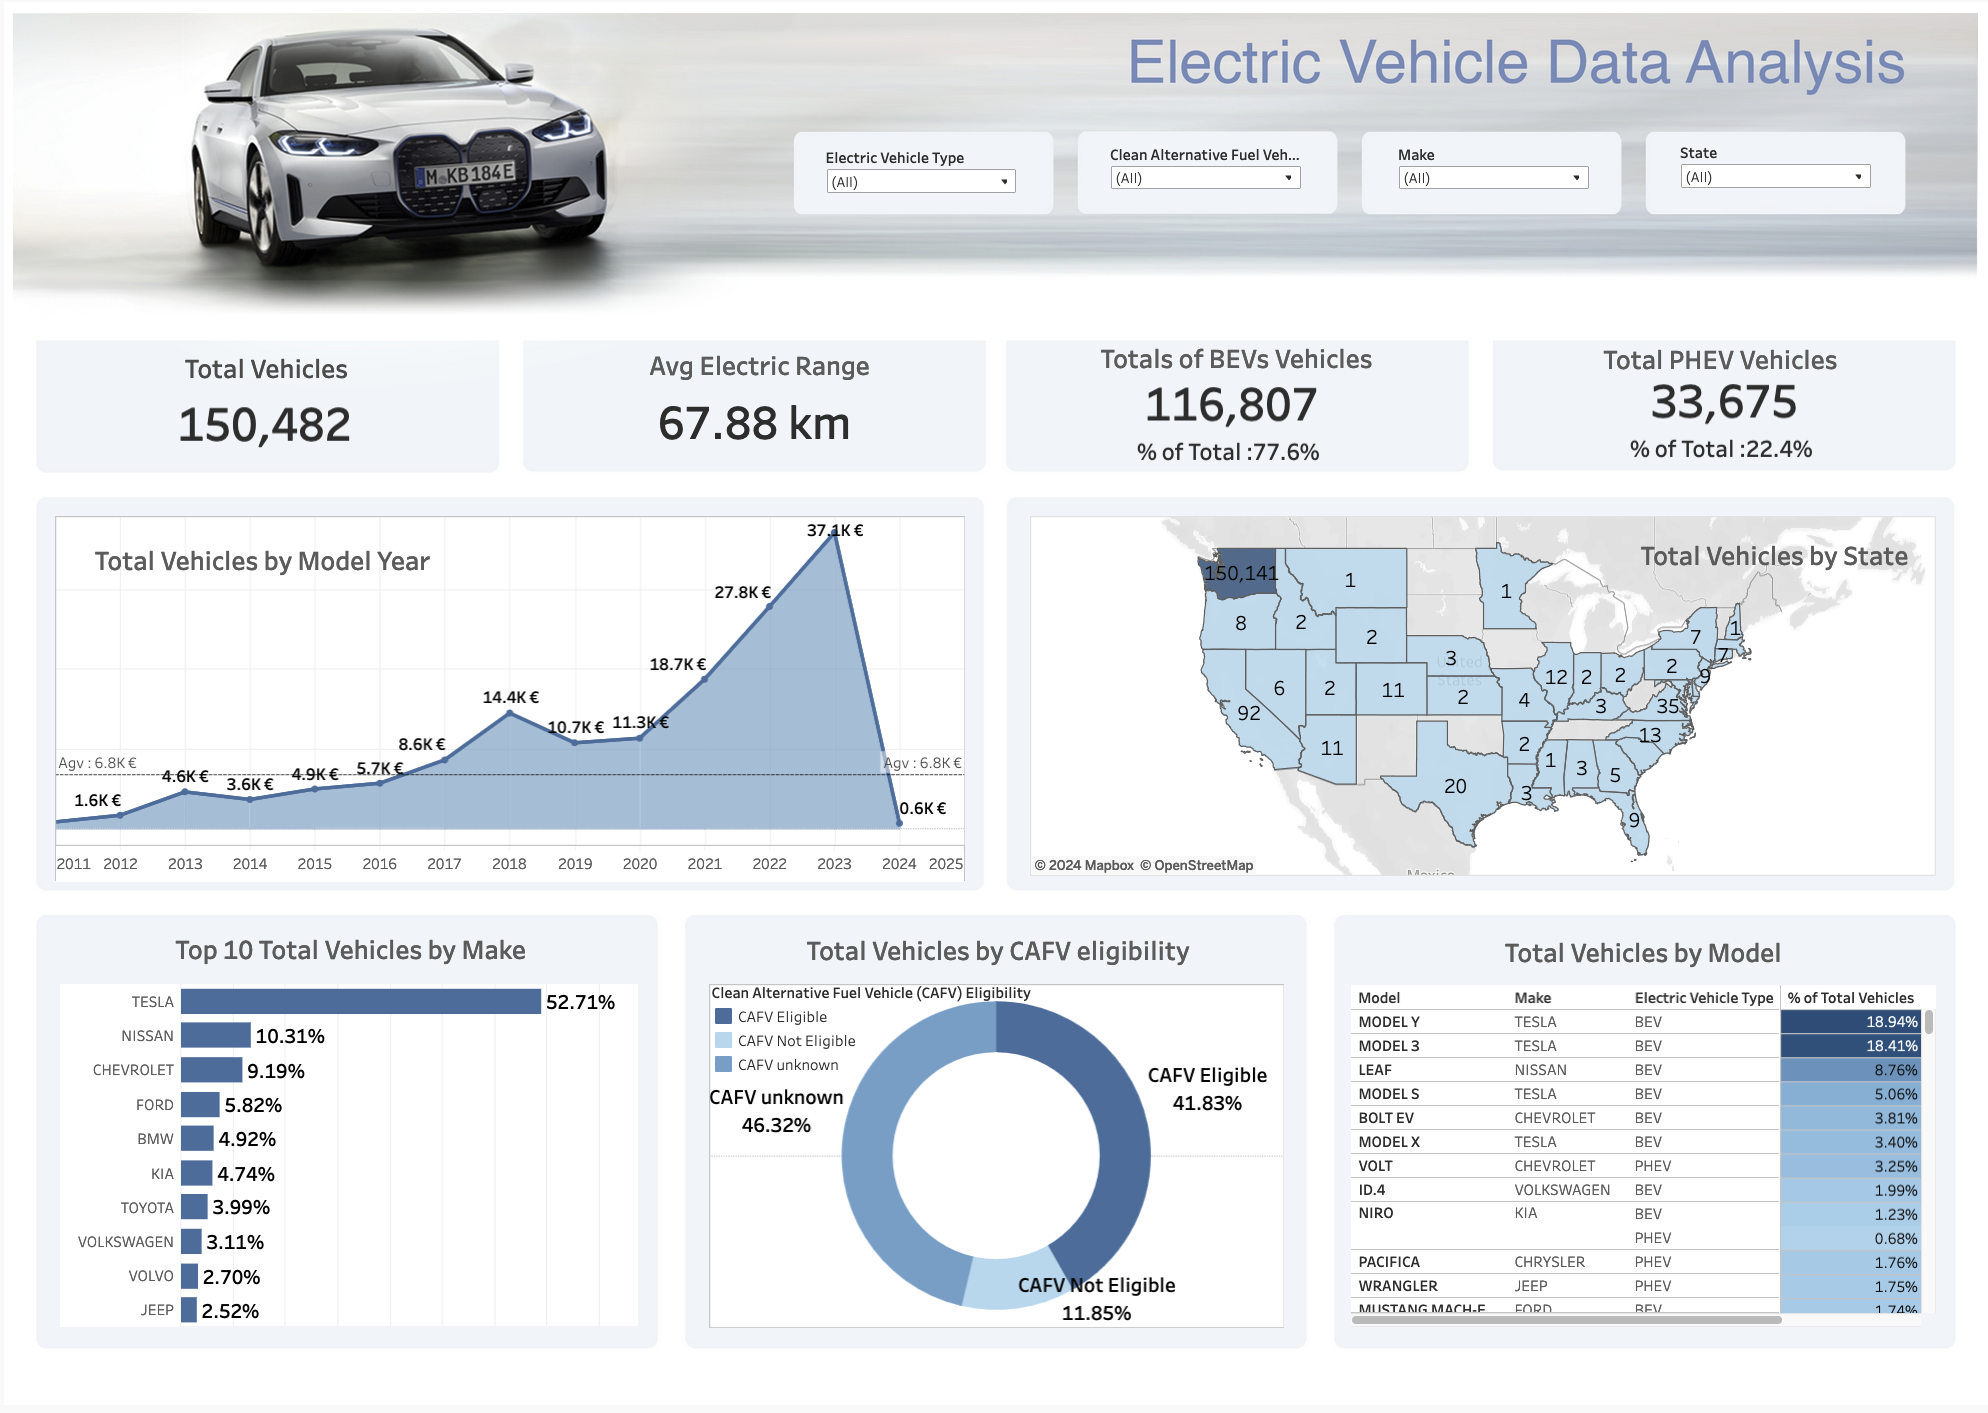 Electric Vehicle Data Analysis
Electric Vehicle Type
(All)
Clean Alternative Fuel Veh...
(All)
Make
(All)
State
(All)
M KB 184 E
Total Vehicles
150,482
Avg Electric Range
67.88 km
Totals of BEVs Vehicles
116,807
% of Total :77.6%
Total PHEV Vehicles
33,675
% of Total :22.4%
Total Vehicles by Model Year
37.1K €
27.8K €
18.7K €
14.4K €
10.7K € 11.3K €
8.6K €
Agv : 6.8K € Agv : 6.8K €
1.6K € 4.6K € 3.6K € 4.9K € 5.7K €
0.6K €
2011 2012 2013 2014 2015 2016 2017 2018 2019 2020 2021 2022 2023 2024 2025
Total Vehicles by State
150,141 1 1
8 2 2 7 1
3 2 7
6 2 11 2 4 12 2 2 9
92 3 35
11 2 13
20 1 3 5
3 9
United
States
Mexico
© 2024 Mapbox © OpenStreetMap
Top 10 Total Vehicles by Make
TESLA 52.71%
NISSAN 10.31%
CHEVROLET 9.19%
FORD 5.82%
BMW 4.92%
KIA 4.74%
TOYOTA 3.99%
VOLKSWAGEN 3.11%
VOLVO 2.70%
JEEP 2.52%
Total Vehicles by CAFV eligibility
Clean Alternative Fuel Vehicle (CAFV) Eligibility
CAFV Eligible
CAFV Not Eligible
CAFV unknown
CAFV Eligible
41.83%
CAFV unknown
46.32%
CAFV Not Eligible
11.85%
Total Vehicles by Model
Model Make Electric Vehicle Type % of Total Vehicles
MODEL Y TESLA BEV 18.94%
MODEL 3 TESLA BEV 18.41%
LEAF NISSAN BEV 8.76%
MODEL S TESLA BEV 5.06%
BOLT EV CHEVROLET BEV 3.81%
MODEL X TESLA BEV 3.40%
VOLT CHEVROLET PHEV 3.25%
ID.4 VOLKSWAGEN BEV 1.99%
NIRO KIA BEV 1.23%
PHEV 0.68%
PACIFICA CHRYSLER PHEV 1.76%
WRANGLER JEEP PHEV 1.75%
MUSTANG MACH-E FORD BEV 1.74%